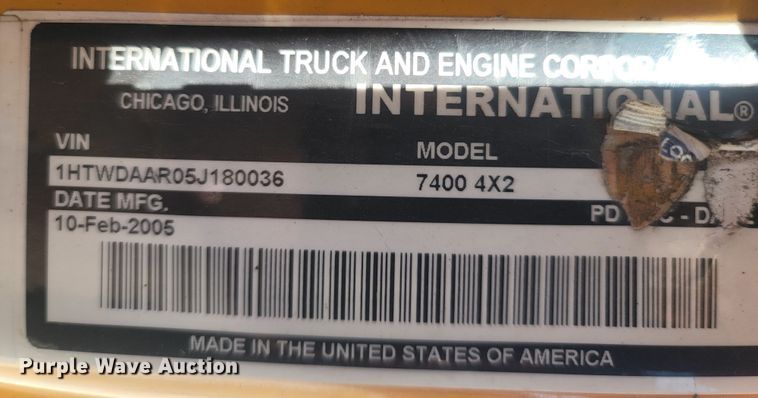 INTERNATIONAL TRUCK AND ENGINE
CHICAGO, ILLINOIS
INTERNATIONAL®
VIN
MODEL
1HTWDAAR05J180036
7400 4X2
DATE MFG.
PD
10-Feb-2005
MADE IN THE UNITED STATES OF AMERICA
Purple Wave Auction